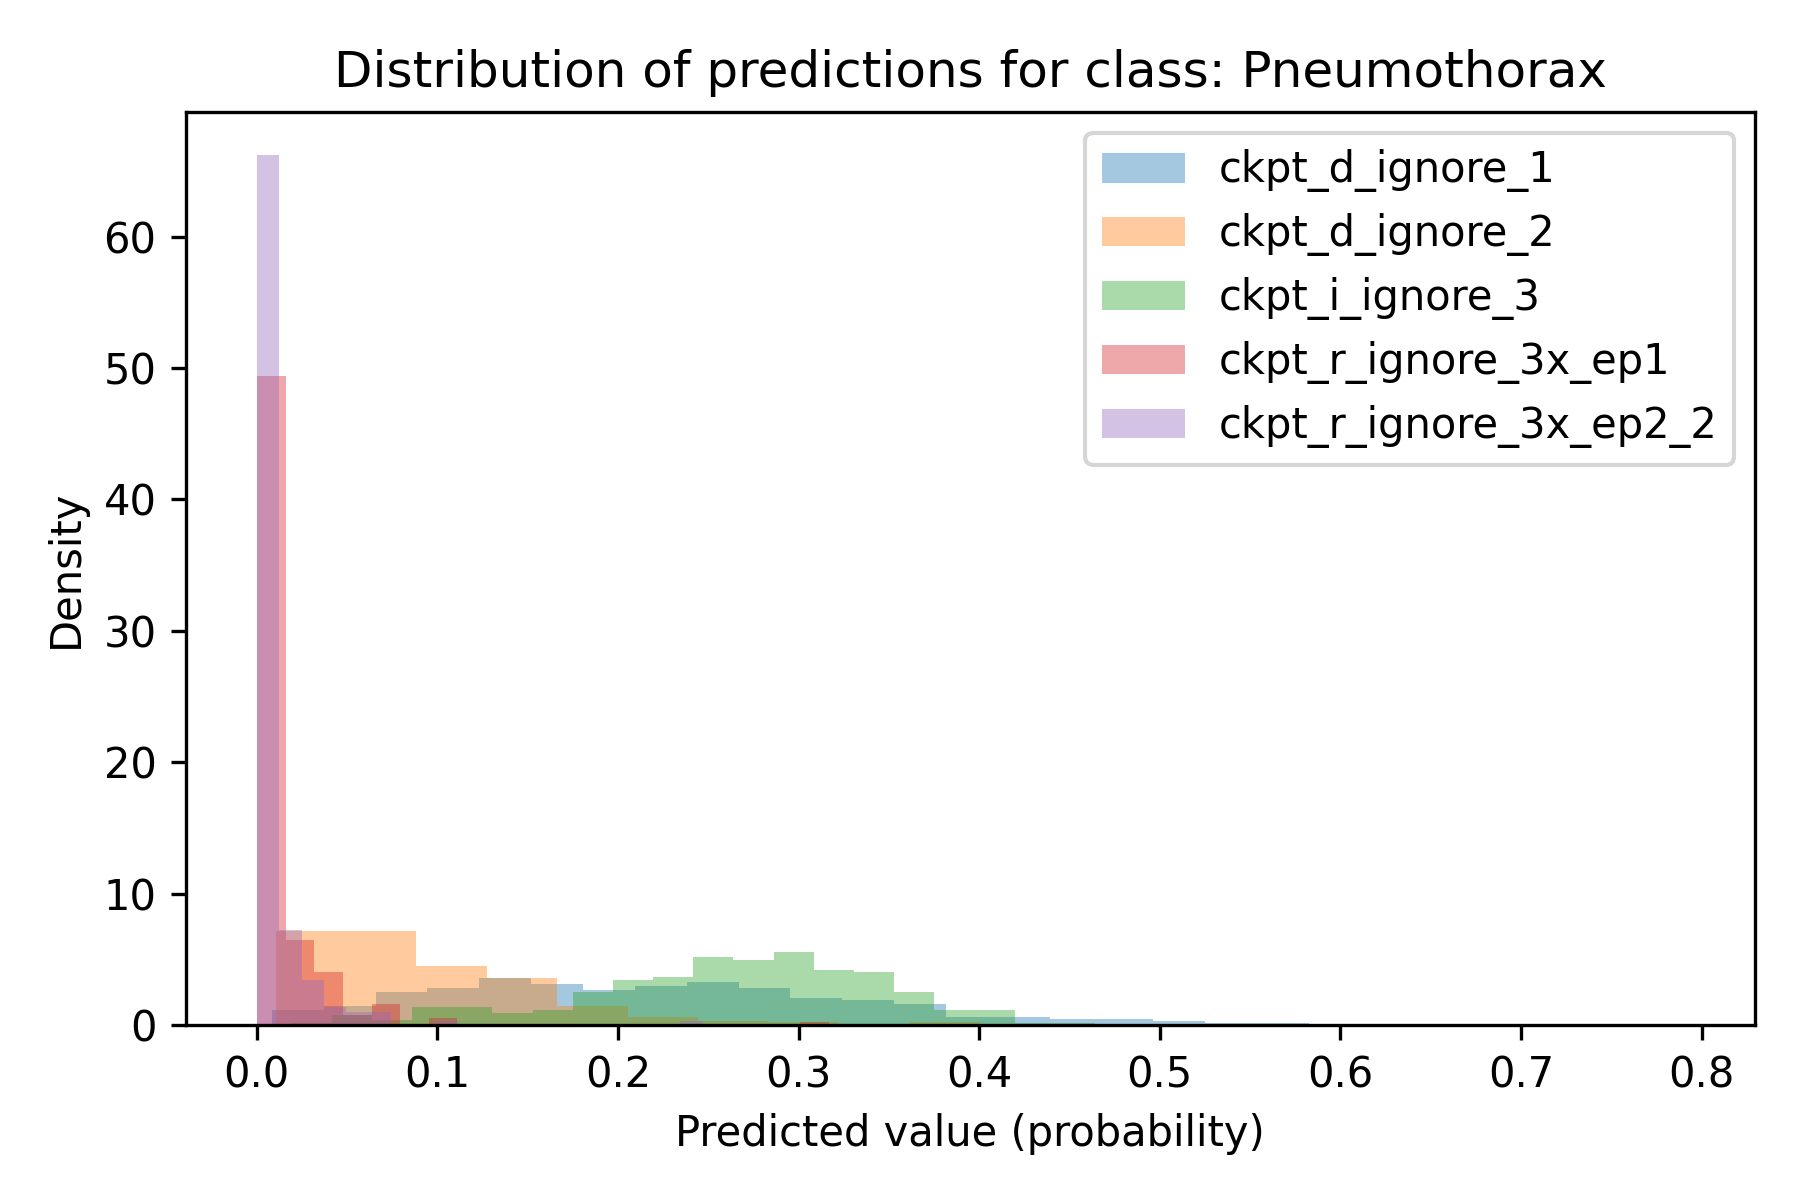 Distribution of predictions for class: Pneumothorax
ckpt_d_ignore_1
ckpt_d_ignore_2
ckpt_i_ignore_3
ckpt_r_ignore_3x_ep1
ckpt_r_ignore_3x_ep2_2
Density
60
50
40
30
20
10
0
0.0 0.1 0.2 0.3 0.4 0.5 0.6 0.7 0.8
Predicted value (probability)